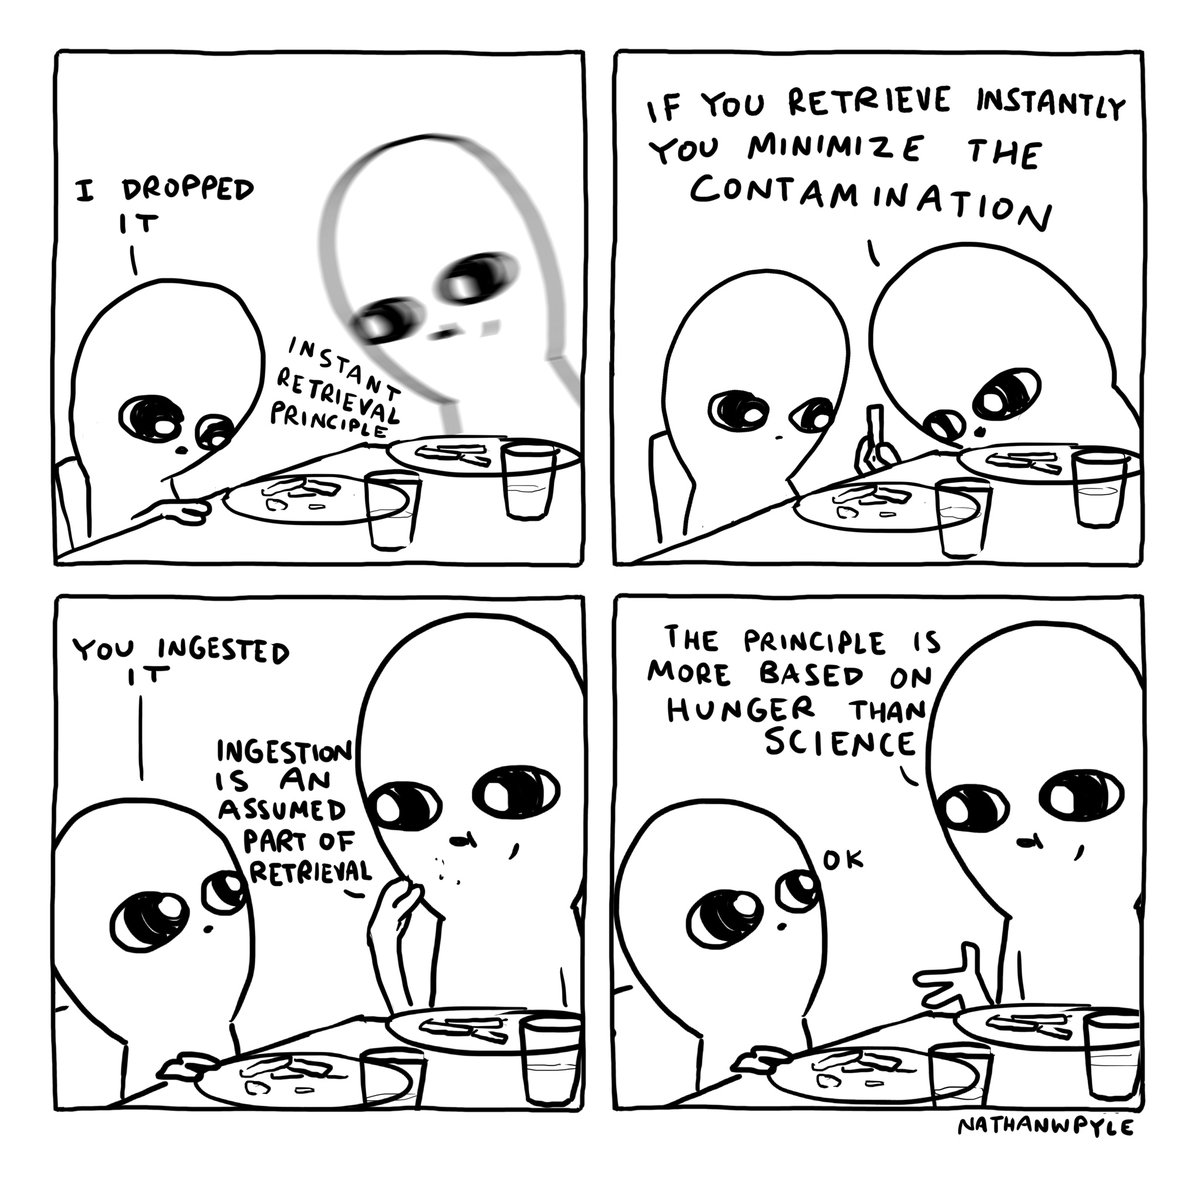 I DROPPED
IT
INSTANT
RETRIEVAL
PRINCIPLE
IF YOU RETRIEVE INSTANTLY
YOU MINIMIZE THE
CONTAMINATION
YOU INGESTED
IT
INGESTION
IS AN
ASSUMED
PART OF
RETRIEVAL
THE PRINCIPLE IS
MORE BASED ON
HUNGER THAN
SCIENCE
OK
NATHANWPYLE